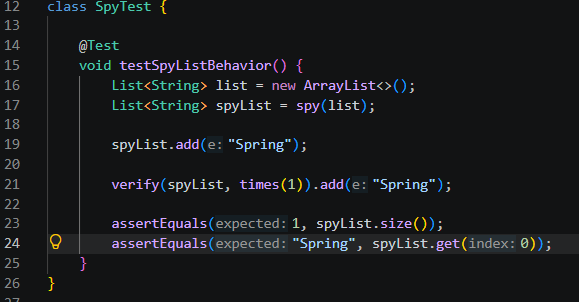 12 class SpyTest {
13
14     @Test
15     void testSpyListBehavior() {
16         List<String> list = new ArrayList<>();
17         List<String> spyList = spy(list);
18
19         spyList.add(e: "Spring");
20
21         verify(spyList, times(1)).add(e: "Spring");
22
23         assertEquals(expected: 1, spyList.size());
24         assertEquals(expected: "Spring", spyList.get(index: 0));
25     }
26 }